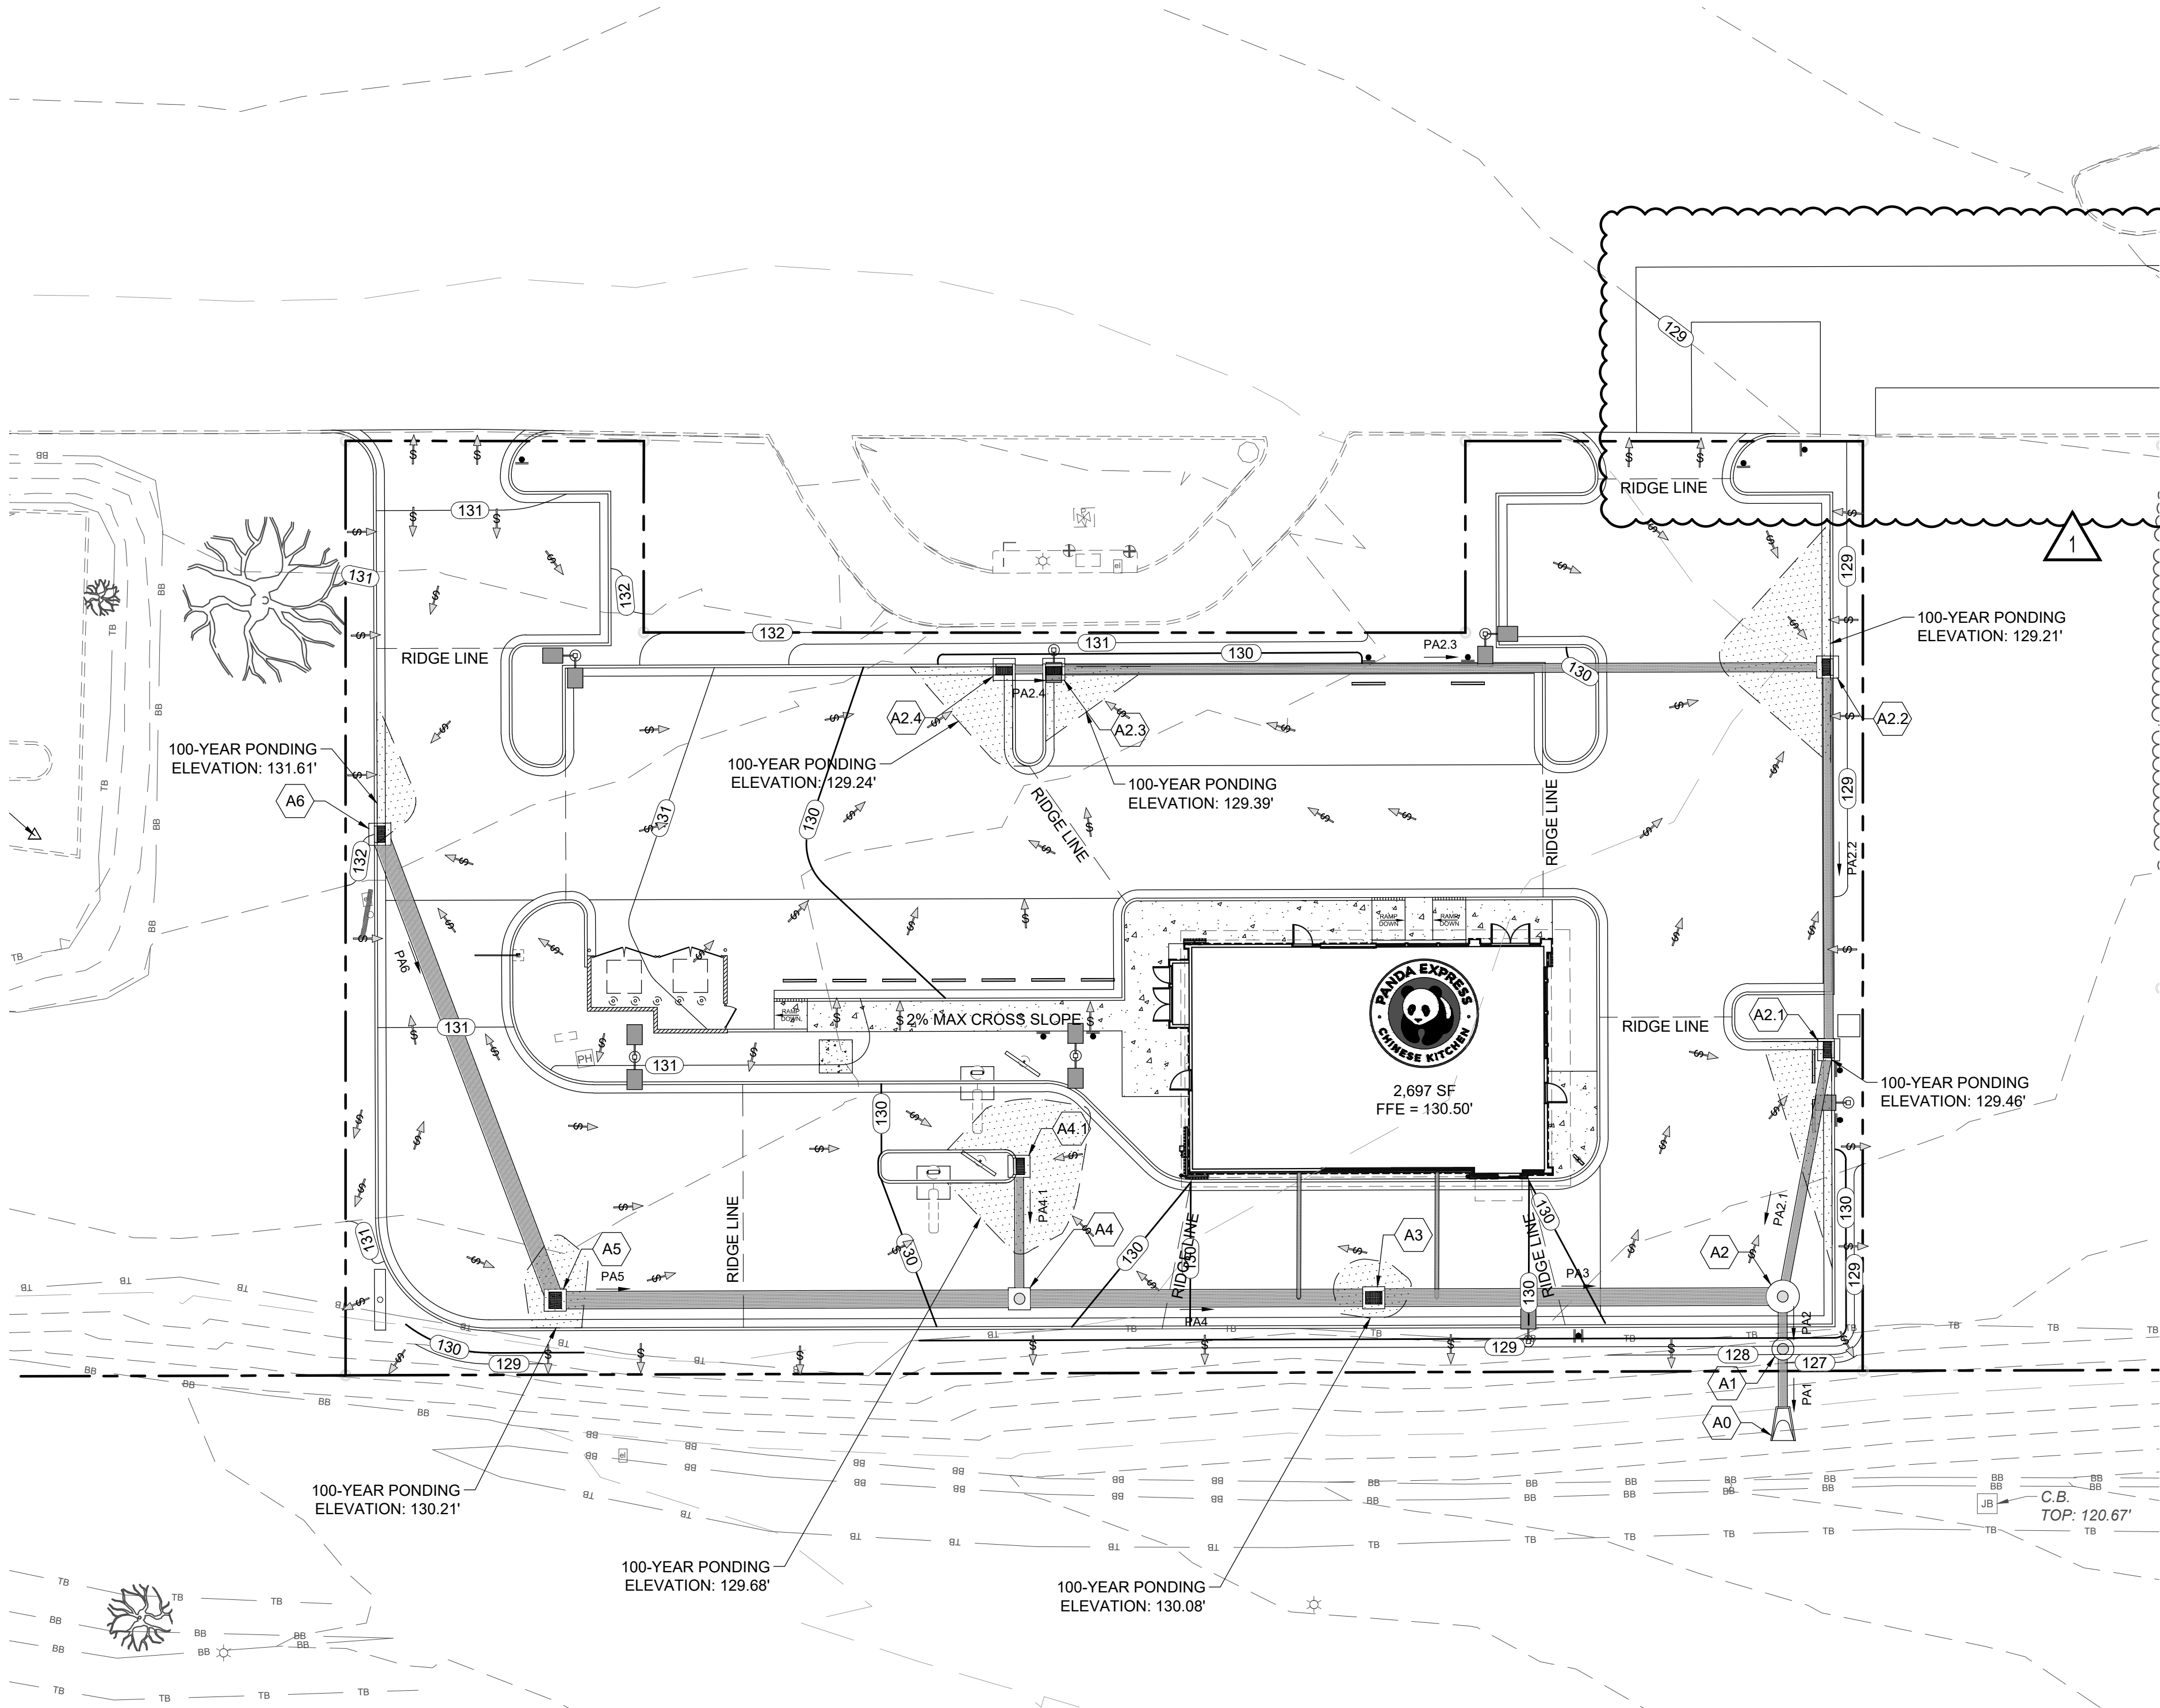 129
1
RIDGE LINE
131
131
132
129
RIDGE LINE
132
131
130
PA2.3
130
100-YEAR PONDING
ELEVATION: 129.21'
PA2.4
A2.4
A2.3
A2.2
100-YEAR PONDING
ELEVATION: 131.61'
A6
100-YEAR PONDING
ELEVATION: 129.24'
100-YEAR PONDING
ELEVATION: 129.39'
131
130
RIDGE LINE
RIDGE LINE
129
132
PA2.2
RAMP
DOWN
RAMP
DOWN
PA6
PANDA EXPRESS
CHINESE KITCHEN
RAMP
DOWN
2% MAX CROSS SLOPE
131
PH
131
RIDGE LINE
A2.1
2,697 SF
FFE = 130.50'
100-YEAR PONDING
ELEVATION: 129.46'
130
A4.1
PA4.1
A4
RIDGE LINE
130
130
RIDGE LINE
130
A3
RIDGE LINE
130
130
PA2.1
A2
130
129
131
A5
PA5
PA3
PA4
PA2
130
129
129
128
127
A1
PA1
A0
100-YEAR PONDING
ELEVATION: 130.21'
100-YEAR PONDING
ELEVATION: 129.68'
100-YEAR PONDING
ELEVATION: 130.08'
JB
C.B.
TOP: 120.67'
BB
TB